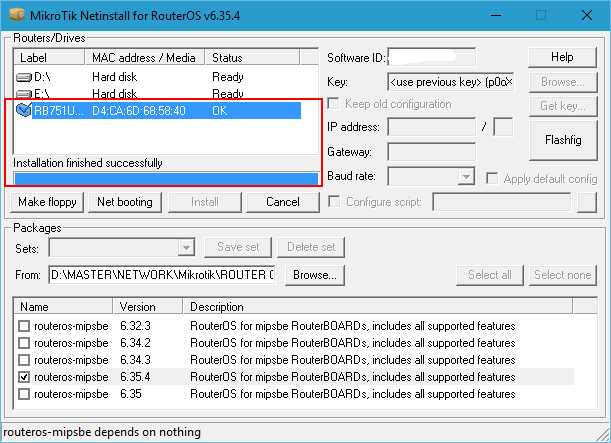 MikroTik Netinstall for RouterOS v6.35.4
Routers/Drives
Label MAC address / Media Status
D:\ Hard disk Ready
E:\ Hard disk Ready
RB751U... D4:CA:6D:68:58:40 OK
Installation finished successfully
Make floppy Net booting Install Cancel
Software ID:
Key: <use previous key> (p0o
Keep old configuration
IP address: /
Gateway:
Baud rate: Apply default config
Configure script:
Help
Browse...
Get key...
Flashfig
Packages
Sets: Save set Delete set
From: D:\MASTER\NETWORK\Mikrotik\ROUTER Browse... Select all Select none
Name Version Description
routeros-mipsbe 6.32.3 RouterOS for mipsbe RouterBOARDs, includes all supported features
routeros-mipsbe 6.34.2 RouterOS for mipsbe RouterBOARDs, includes all supported features
routeros-mipsbe 6.34.3 RouterOS for mipsbe RouterBOARDs, includes all supported features
routeros-mipsbe 6.35.4 RouterOS for mipsbe RouterBOARDs, includes all supported features
routeros-mipsbe 6.35 RouterOS for mipsbe RouterBOARDs, includes all supported features
routeros-mipsbe depends on nothing